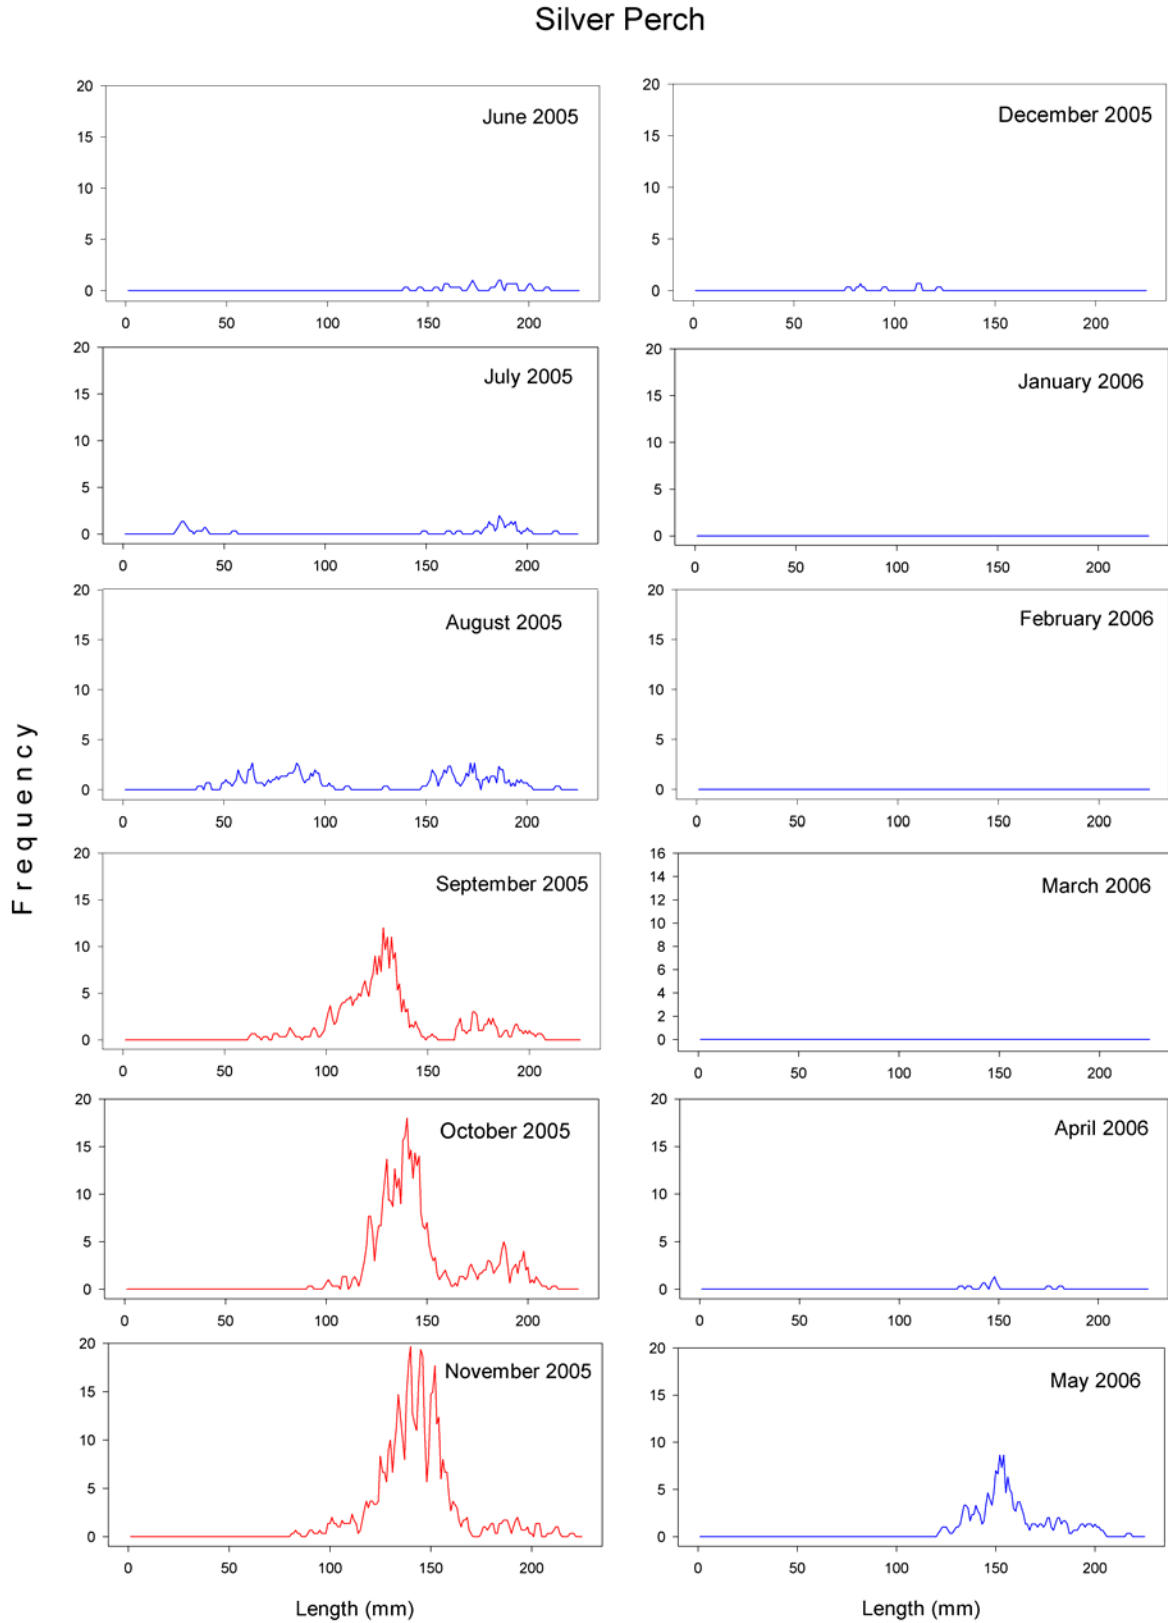 Silver Perch
Frequency
June 2005
20
15
10
5
0
0 50 100 150 200
July 2005
20
15
10
5
0
0 50 100 150 200
August 2005
20
15
10
5
0
0 50 100 150 200
September 2005
20
15
10
5
0
0 50 100 150 200
October 2005
20
15
10
5
0
0 50 100 150 200
November 2005
20
15
10
5
0
0 50 100 150 200
Length (mm)
December 2005
20
15
10
5
0
0 50 100 150 200
January 2006
20
15
10
5
0
0 50 100 150 200
February 2006
20
15
10
5
0
0 50 100 150 200
March 2006
16
14
12
10
8
6
4
2
0
0 50 100 150 200
April 2006
20
15
10
5
0
0 50 100 150 200
May 2006
20
15
10
5
0
0 50 100 150 200
Length (mm)